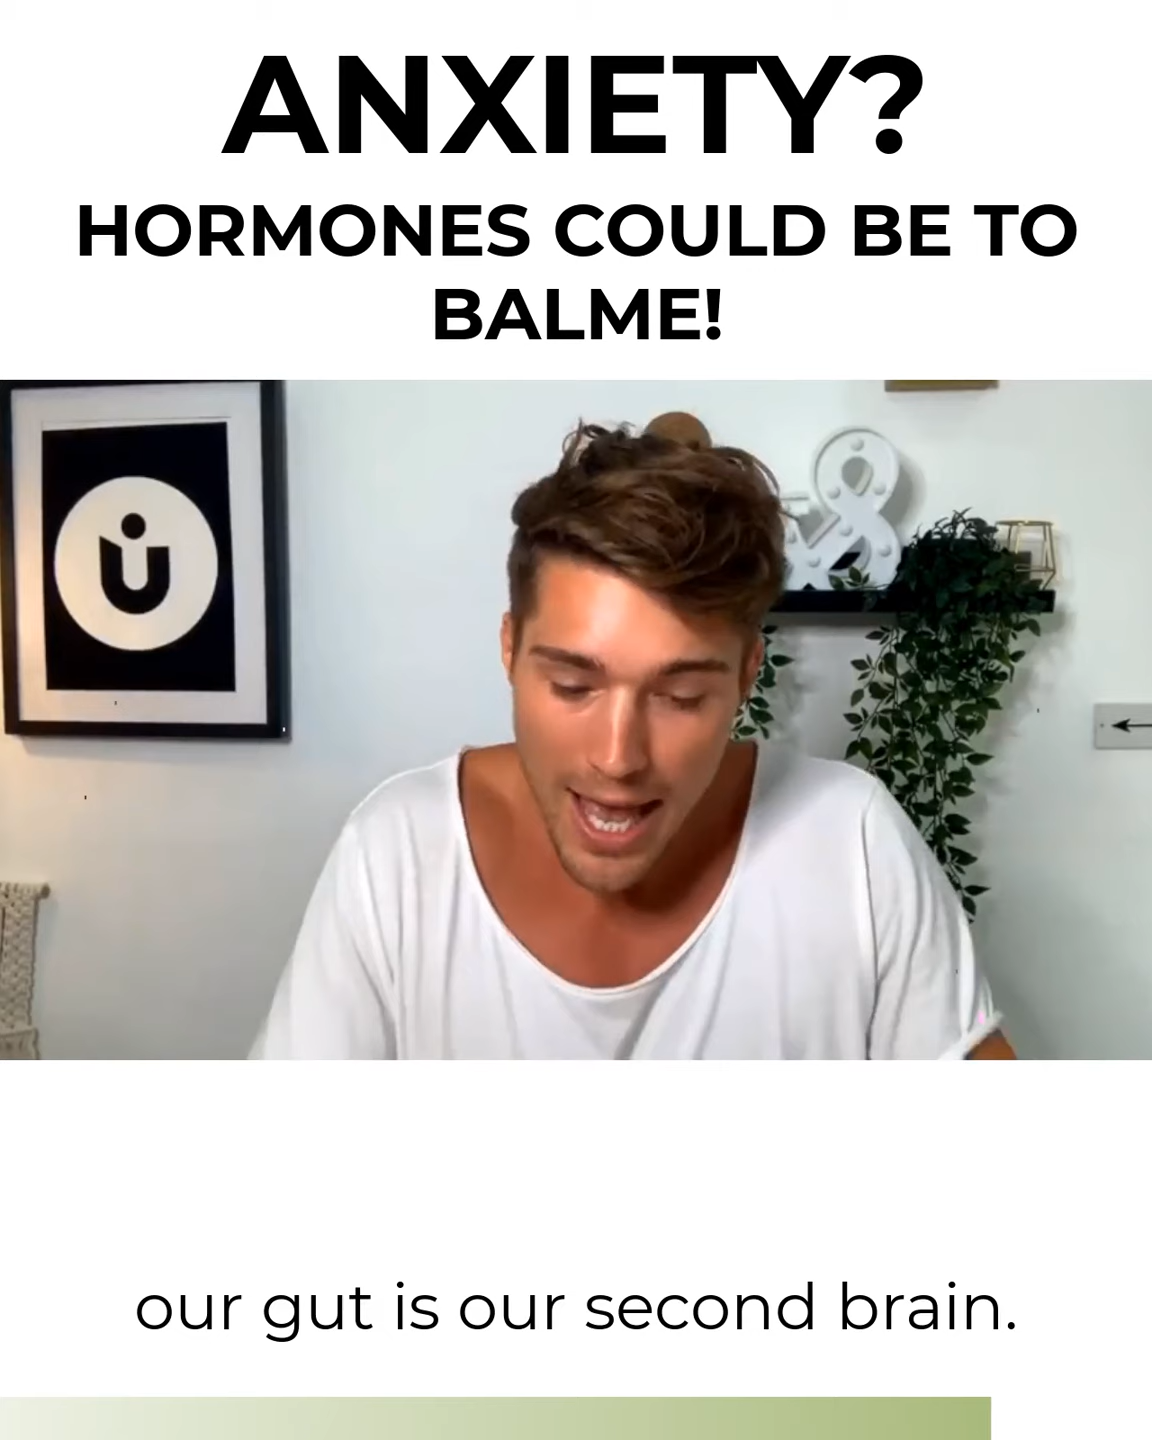 ANXIETY?
HORMONES COULD BE TO
BALME!
&
our gut is our second brain.